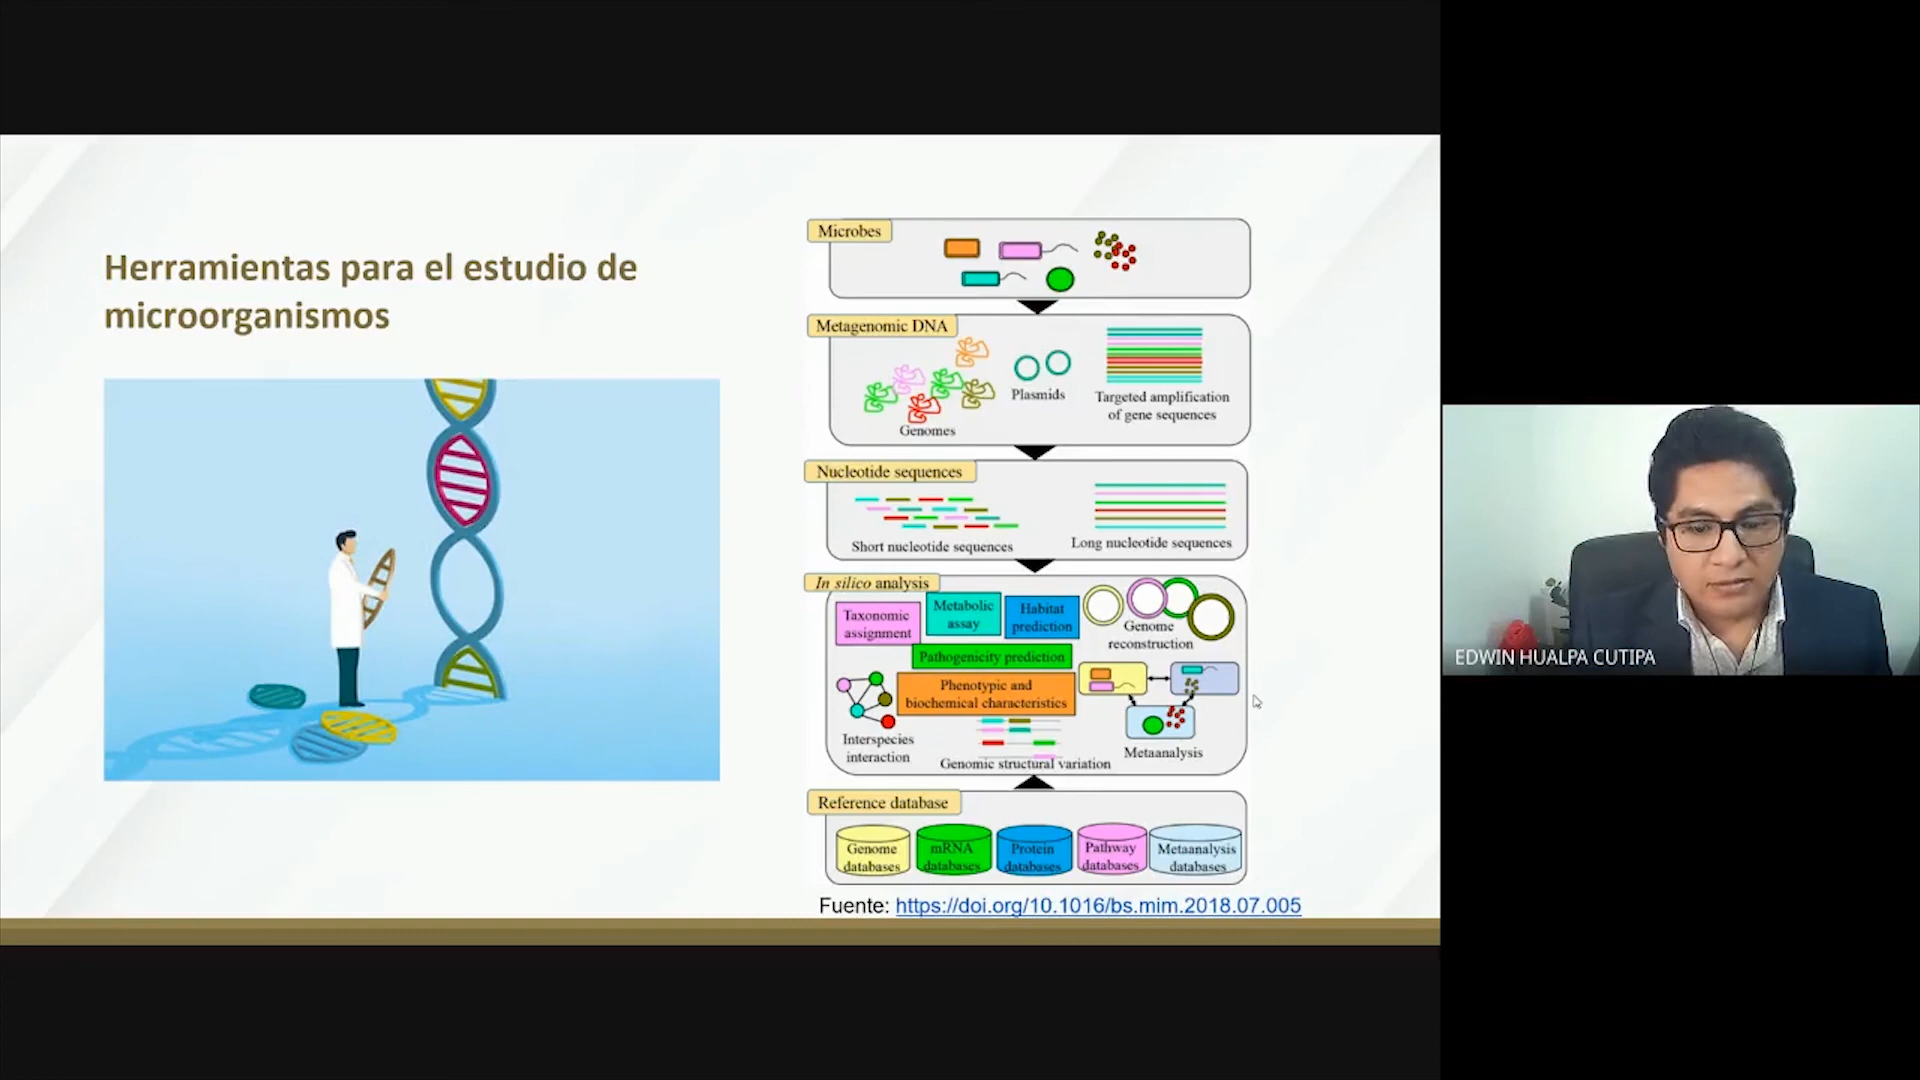 Herramientas para el estudio de
microorganismos
Microbes
Metagenomic DNA
Genomes
Plasmids
Targeted amplification
of gene sequences
Nucleotide sequences
Short nucleotide sequences
Long nucleotide sequences
In silico analysis
Taxonomic
assignment
Metabolic
assay
Habitat
prediction
Genome
reconstruction
Pathogenicity prediction
Phenotypic and
biochemical characteristics
Interspecies
interaction
Genomic structural variation
Metaanalysis
Reference database
Genome
databases
mRNA
databases
Protein
databases
Pathway
databases
Metaanalysis
databases
Fuente: https://doi.org/10.1016/bs.mim.2018.07.005
EDWIN HUALPA CUTIPA